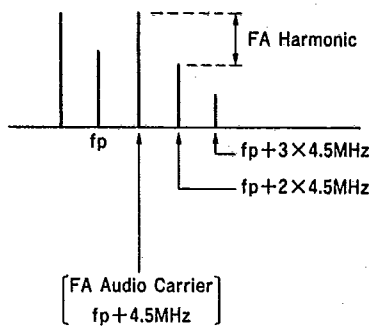 FA Harmonic
fp
fp+3×4.5MHz
fp+2×4.5MHz
FA Audio Carrier
fp+4.5MHz